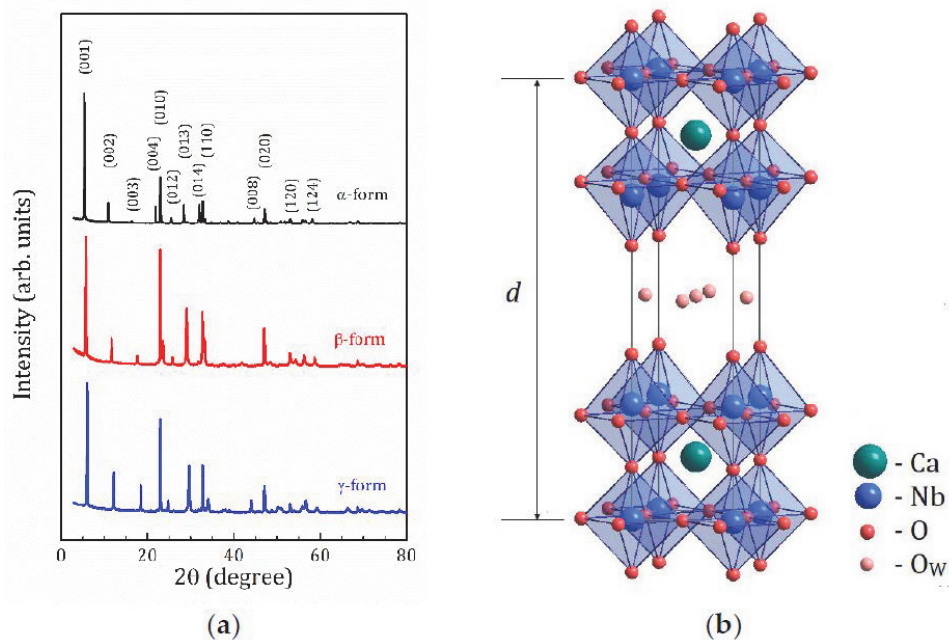 (001)
(002)
(003)
(004)
(010)
(012)
(013)
(014)
(110)
(008)
(020)
(120)
(124)
α-form
β-form
γ-form
Intensity (arb. units)
0 20 40 60 80
2θ (degree)
(a)
d
- Ca
- Nb
- O
- OW
(b)